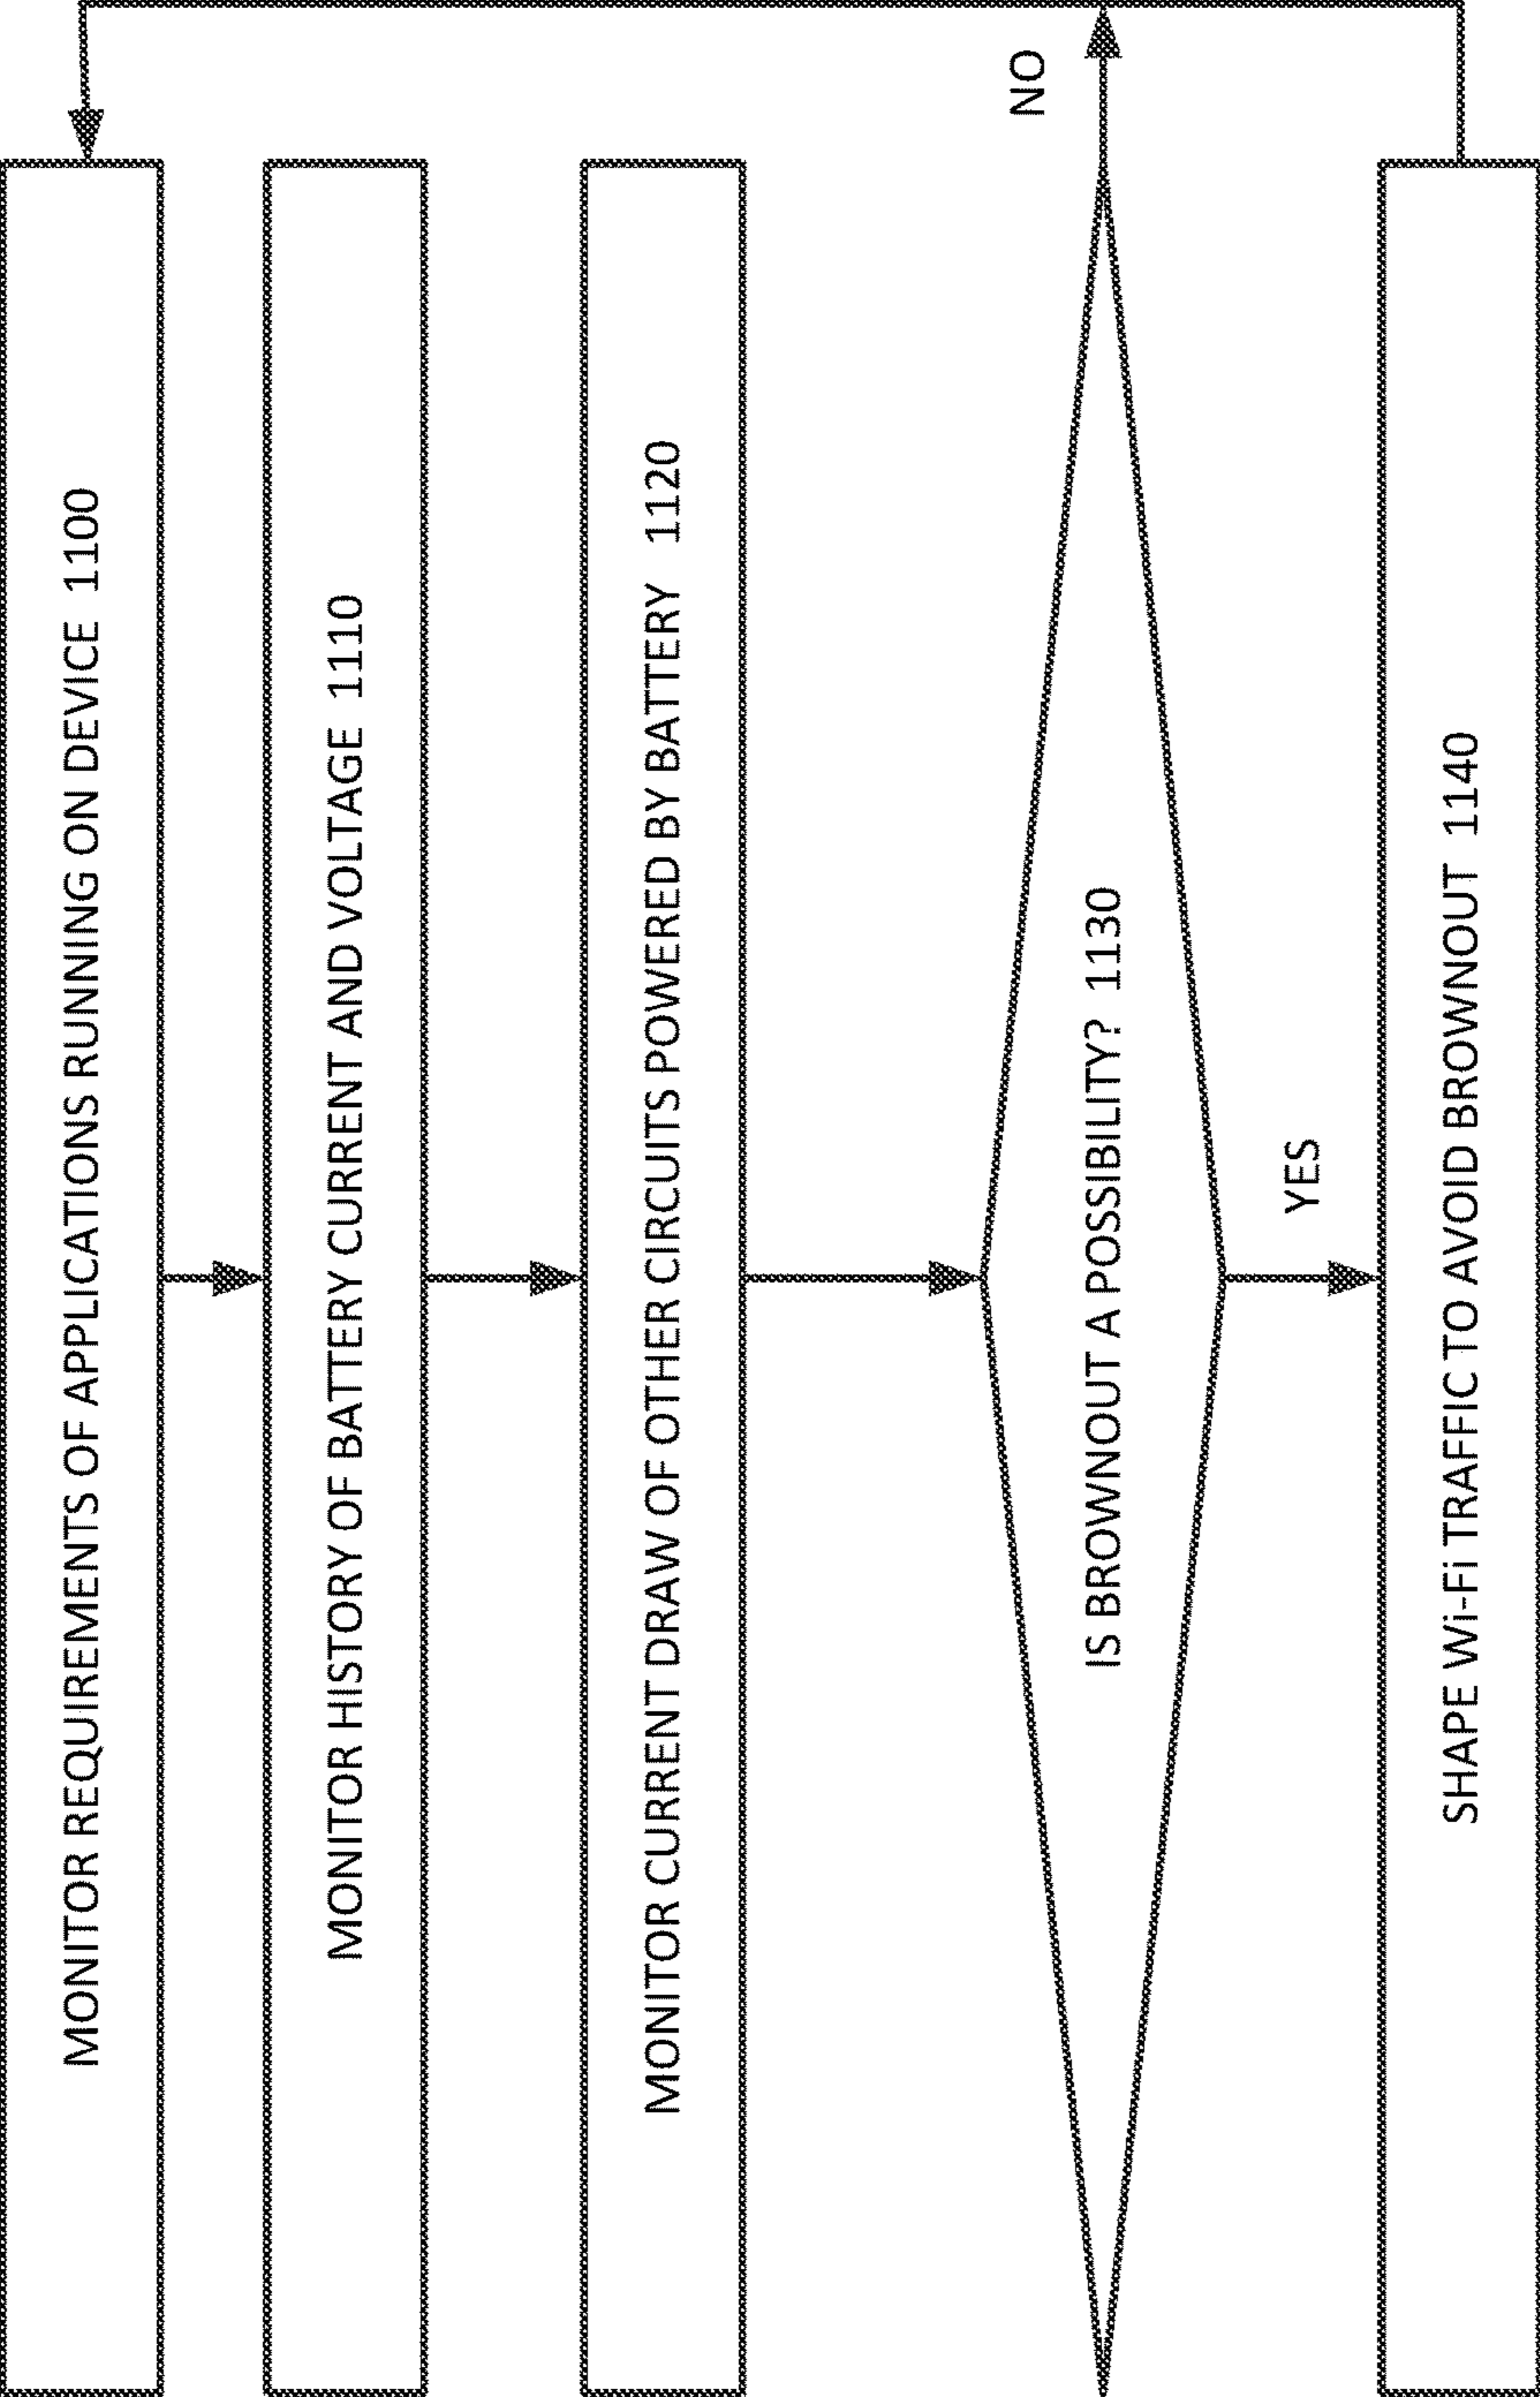 MONITOR REQUIREMENTS OF APPLICATIONS RUNNING ON DEVICE 1100
MONITOR HISTORY OF BATTERY CURRENT AND VOLTAGE 1110
MONITOR CURRENT DRAW OF OTHER CIRCUITS POWERED BY BATTERY 1120
IS BROWNOUT A POSSIBILITY? 1130
NO
YES
SHAPE Wi-Fi TRAFFIC TO AVOID BROWNOUT 1140